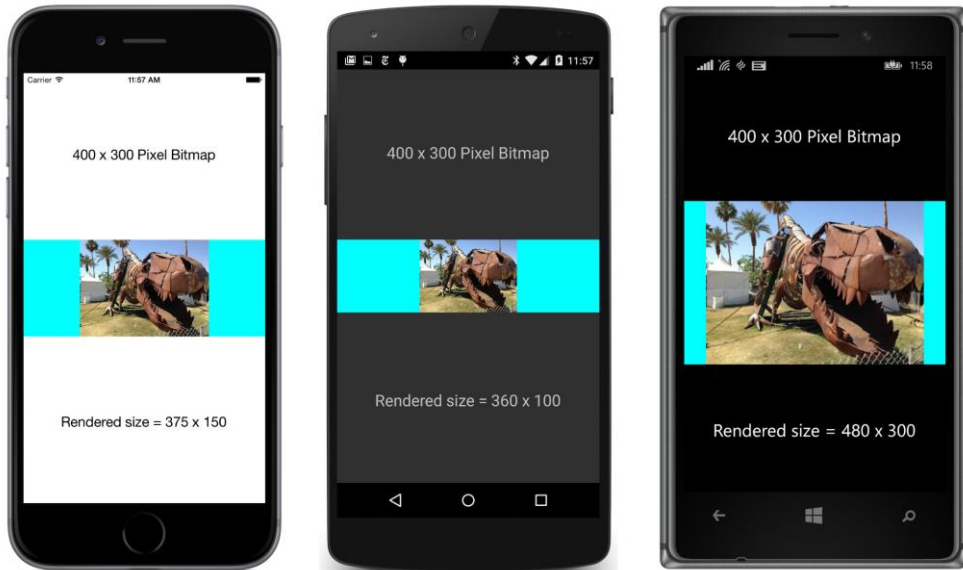 Carrier
11:57 AM
400 x 300 Pixel Bitmap
Rendered size = 375 x 150
11:57
400 x 300 Pixel Bitmap
Rendered size = 360 x 100
11:58
400 x 300 Pixel Bitmap
Rendered size = 480 x 300